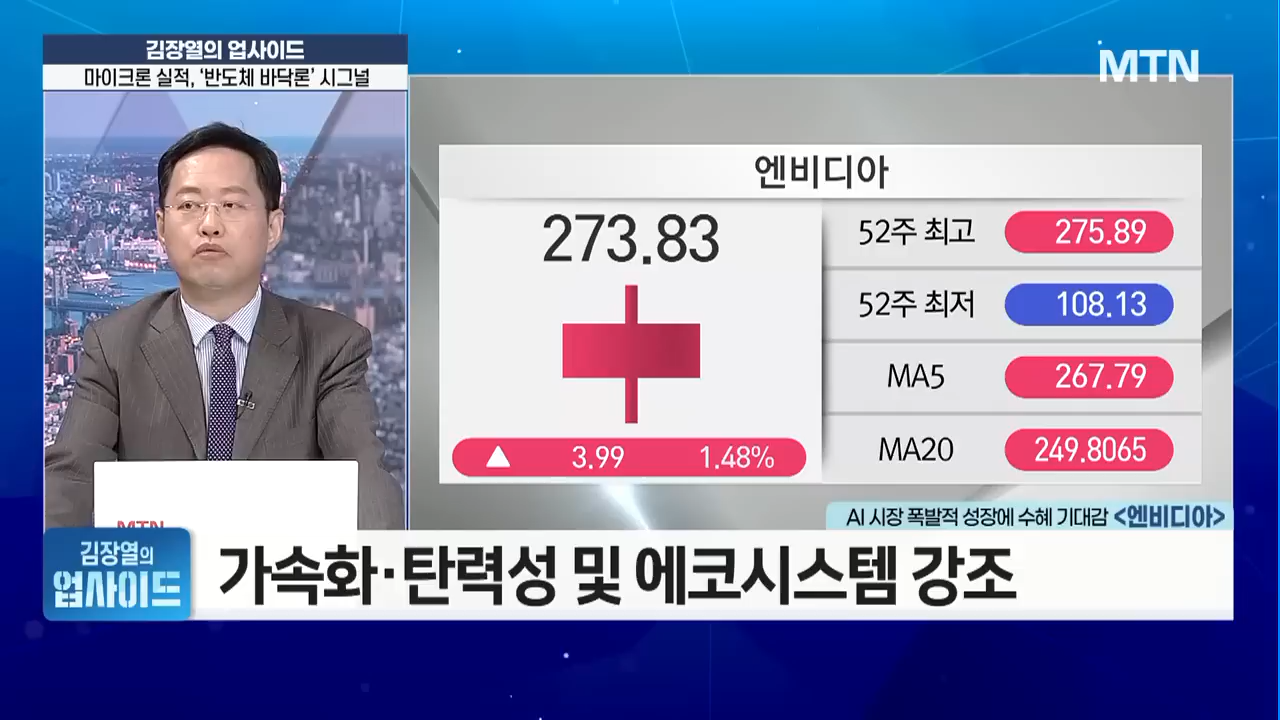 김장열의 업사이드
마이크론 실적, ‘반도체 바닥론’ 시그널
MTN
엔비디아
273.83
▲ 3.99 1.48%
52주 최고 275.89
52주 최저 108.13
MA5 267.79
MA20 249.8065
MTN
AI 시장 폭발적 성장에 수혜 기대감 <엔비디아>
김장열의
업사이드
가속화·탄력성 및 에코시스템 강조